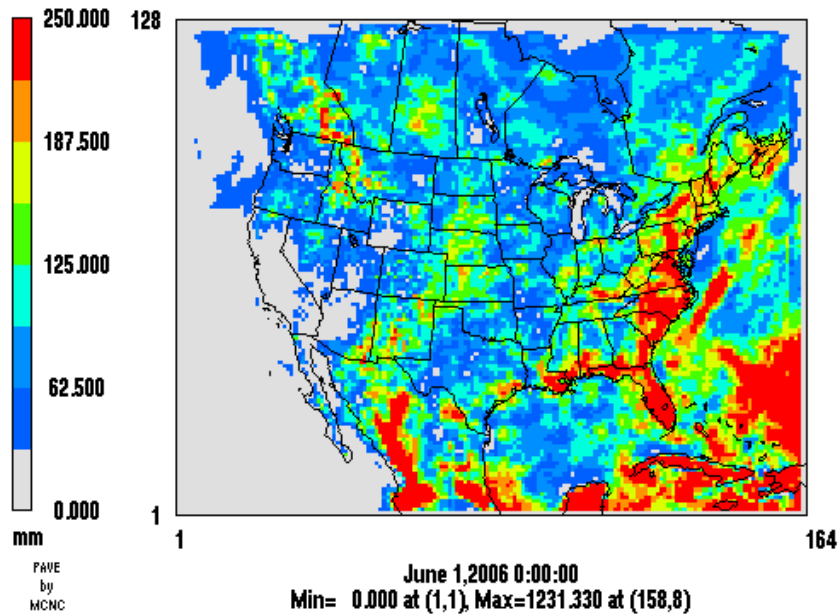 250.000
187.500
125.000
62.500
0.000
mm
PAVE
by
MCNC
128
1
1
164
June 1,2006 0:00:00
Min= 0.000 at (1,1), Max=1231.330 at (158,8)